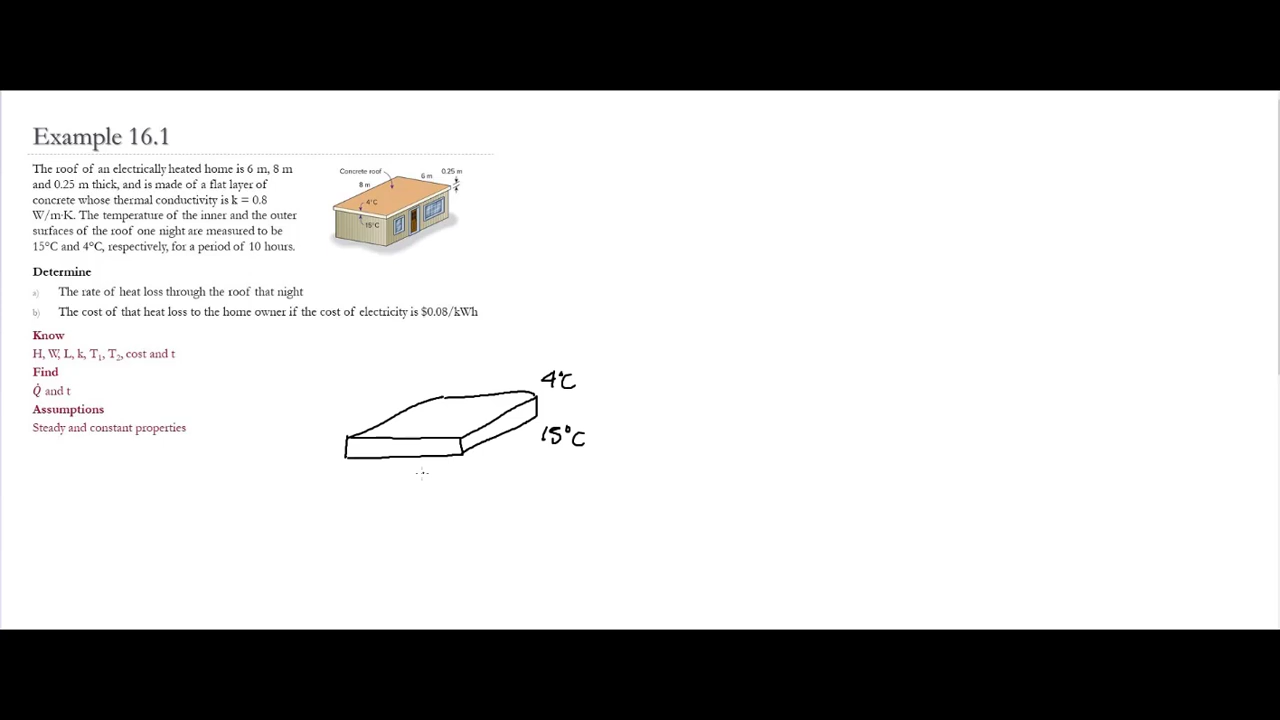 Example 16.1
The roof of an electrically heated home is 6 m, 8 m
and 0.25 m thick, and is made of a flat layer of
concrete whose thermal conductivity is k = 0.8
W/m·K. The temperature of the inner and the outer
surfaces of the roof one night are measured to be
15°C and 4°C, respectively, for a period of 10 hours.
Concrete roof
6 m
0.25 m
8 m
4°C
15°C
Determine
a) The rate of heat loss through the roof that night
b) The cost of that heat loss to the home owner if the cost of electricity is $0.08/kWh
Know
H, W, L, k, T₁, T₂, cost and t
Find
Q̇ and t
Assumptions
Steady and constant properties
4°C
15°C